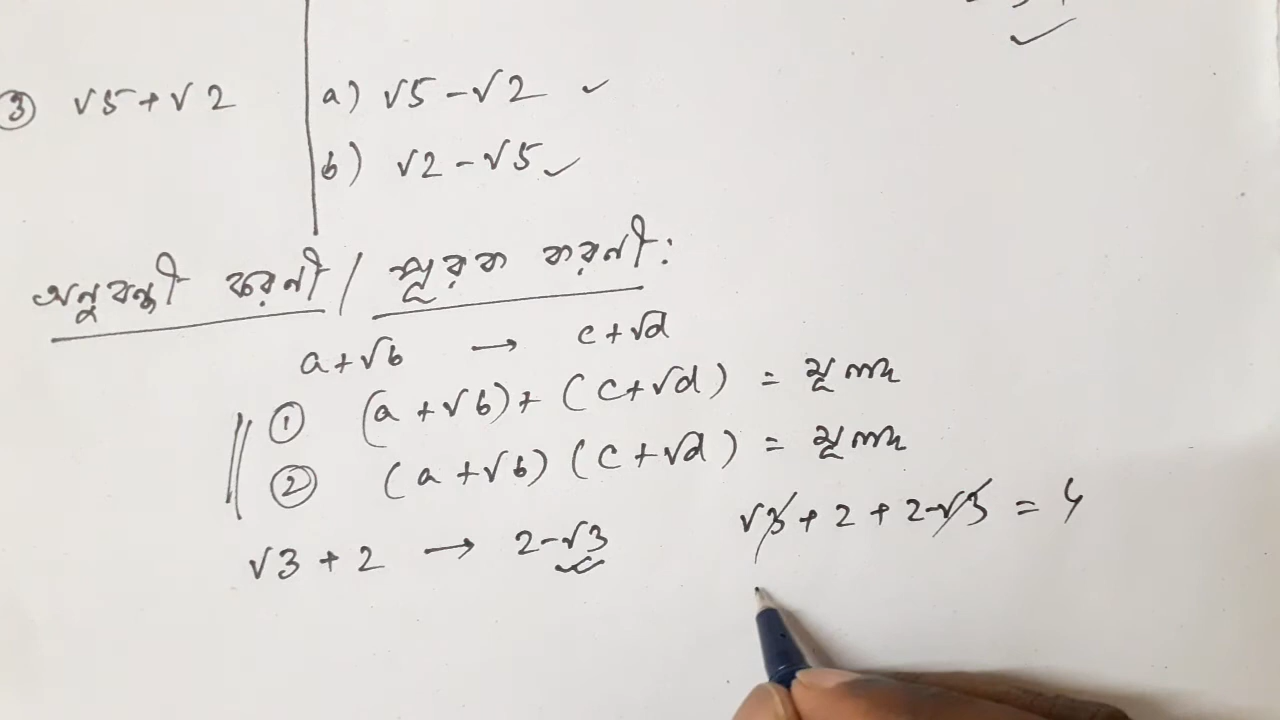 ③ √5+√2 a) √5-√2 ✓
b) √2-√5 ✓
অনুবন্ধী করণী / পূরক করণী:
a+√b → c+√d
① (a+√b)+(c+√d) = মূলদ
② (a+√b)(c+√d) = মূলদ
√3+2 → 2-√3
√3+2+2-√3 = 4